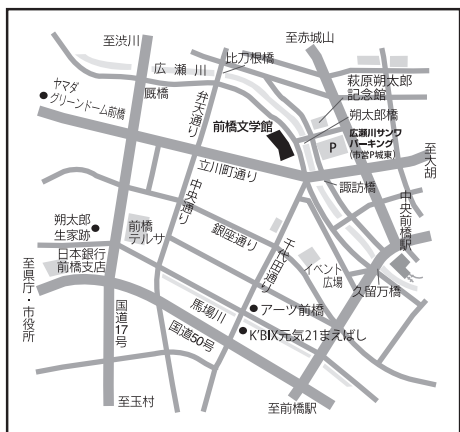 至渋川
至赤城山
比刀根橋
広瀬川
ヤマダ
グリーンドーム前橋
厩橋
弁天通り
萩原朔太郎
記念館
朔太郎橋
前橋文学館
広瀬川サンワ
パーキング
(市営P城東)
P
至大胡
立川町通り
諏訪橋
中央通り
中央前橋駅
朔太郎
生家跡
前橋
テルサ
銀座通り
日本銀行
前橋支店
千代田通り
イベント
広場
久留万橋
至県庁・市役所
馬場川
アーツ前橋
国道17号
国道50号
K'BIX元気21まえばし
至玉村
至前橋駅